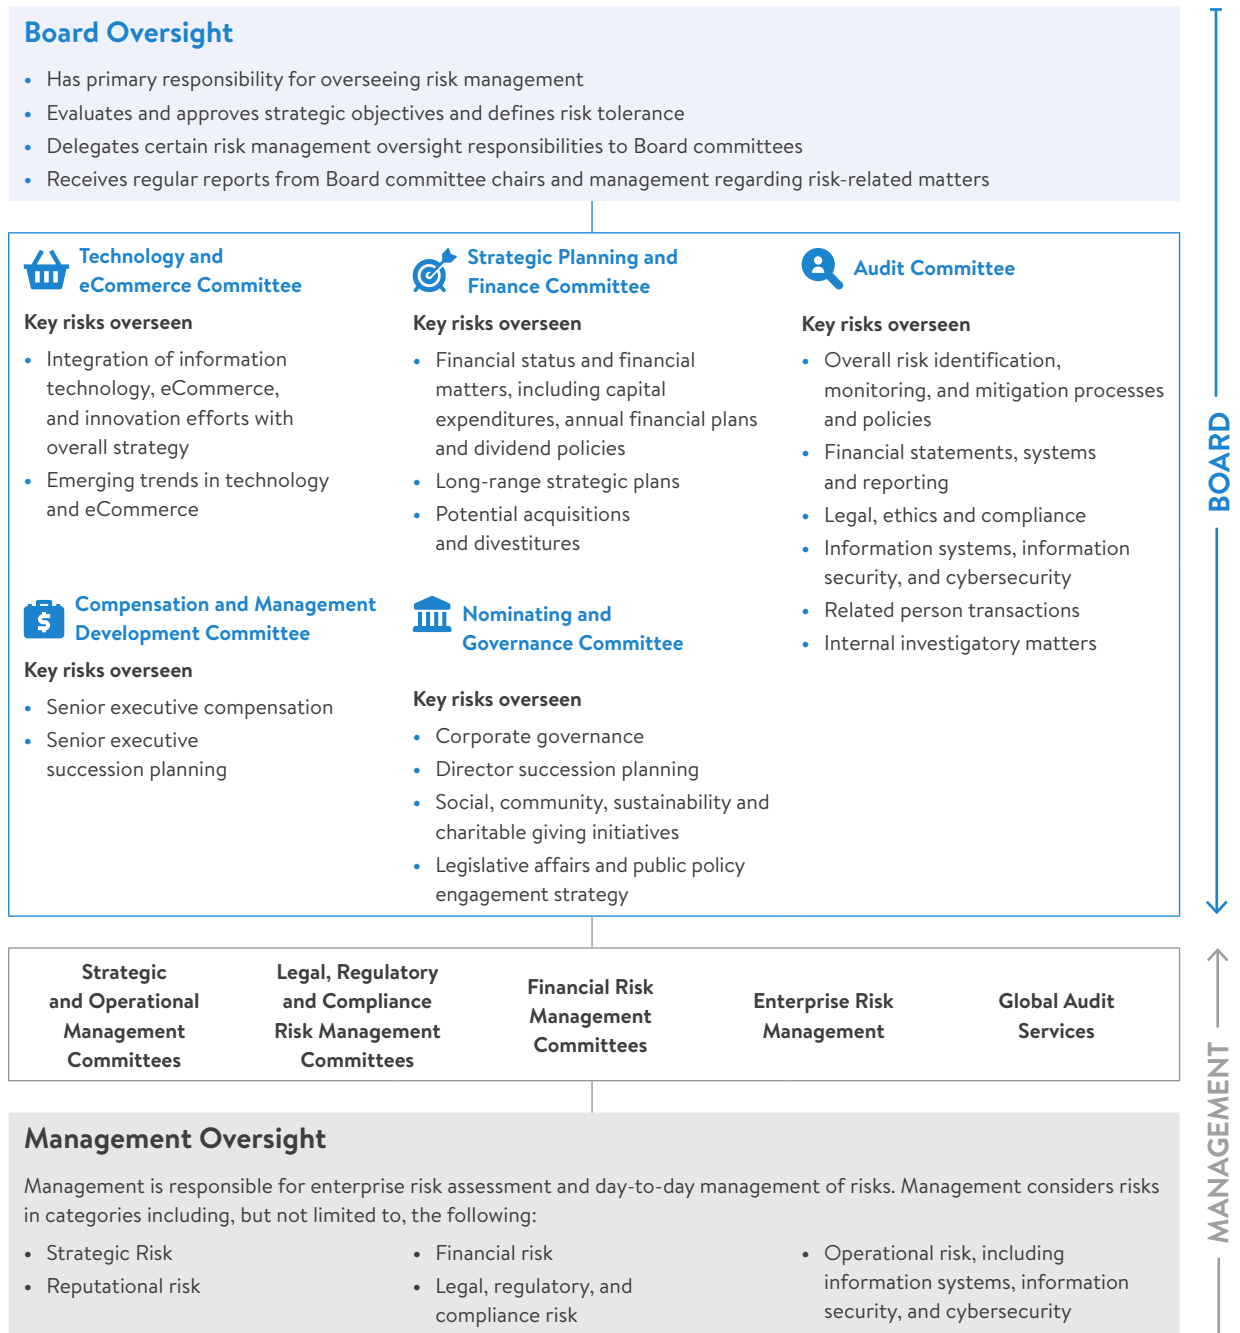 Board Oversight
• Has primary responsibility for overseeing risk management
• Evaluates and approves strategic objectives and defines risk tolerance
• Delegates certain risk management oversight responsibilities to Board committees
• Receives regular reports from Board committee chairs and management regarding risk-related matters
Technology and
eCommerce Committee
Key risks overseen
• Integration of information
technology, eCommerce,
and innovation efforts with
overall strategy
• Emerging trends in technology
and eCommerce
Strategic Planning and
Finance Committee
Key risks overseen
• Financial status and financial
matters, including capital
expenditures, annual financial plans
and dividend policies
• Long-range strategic plans
• Potential acquisitions
and divestitures
Audit Committee
Key risks overseen
• Overall risk identification,
monitoring, and mitigation processes
and policies
• Financial statements, systems
and reporting
• Legal, ethics and compliance
• Information systems, information
security, and cybersecurity
• Related person transactions
• Internal investigatory matters
$
Compensation and Management
Development Committee
Key risks overseen
• Senior executive compensation
• Senior executive
succession planning
Nominating and
Governance Committee
Key risks overseen
• Corporate governance
• Director succession planning
• Social, community, sustainability and
charitable giving initiatives
• Legislative affairs and public policy
engagement strategy
BOARD
Strategic
and Operational
Management
Committees
Legal, Regulatory
and Compliance
Risk Management
Committees
Financial Risk
Management
Committees
Enterprise Risk
Management
Global Audit
Services
Management Oversight
Management is responsible for enterprise risk assessment and day-to-day management of risks. Management considers risks
in categories including, but not limited to, the following:
• Strategic Risk
• Reputational risk
• Financial risk
• Legal, regulatory, and
compliance risk
• Operational risk, including
information systems, information
security, and cybersecurity
MANAGEMENT